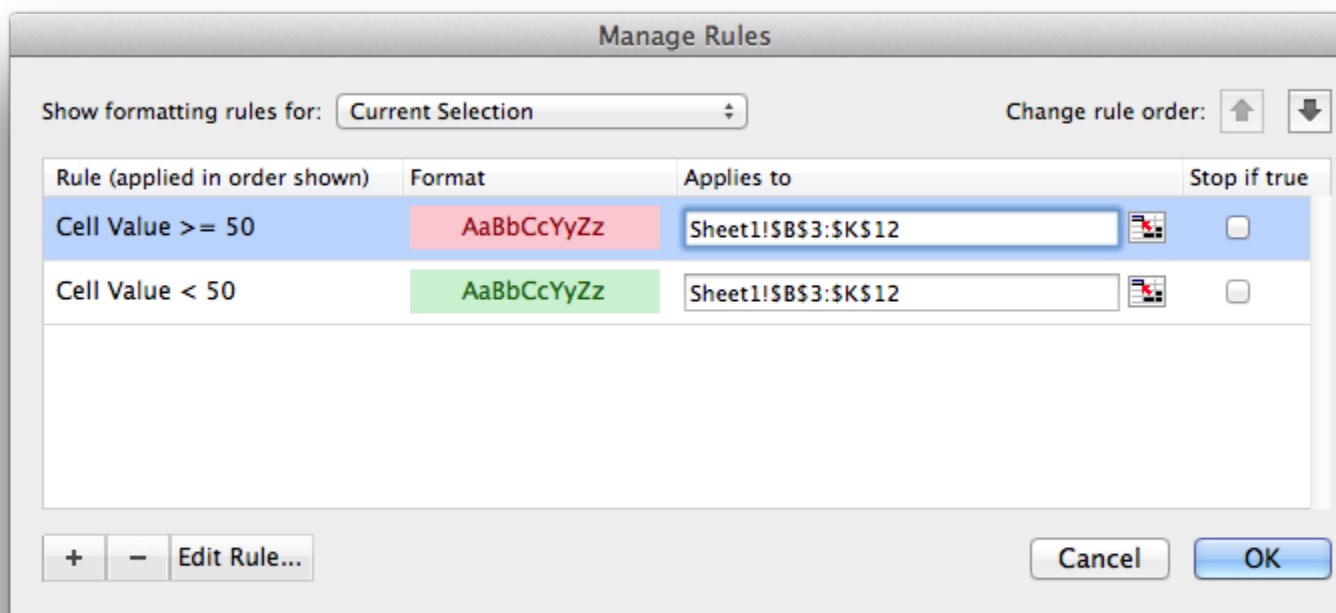 Manage Rules
Show formatting rules for: Current Selection Change rule order:
Rule (applied in order shown) Format Applies to Stop if true
Cell Value >= 50 AaBbCcYyZz Sheet1!$B$3:$K$12
Cell Value < 50 AaBbCcYyZz Sheet1!$B$3:$K$12
+ − Edit Rule... Cancel OK